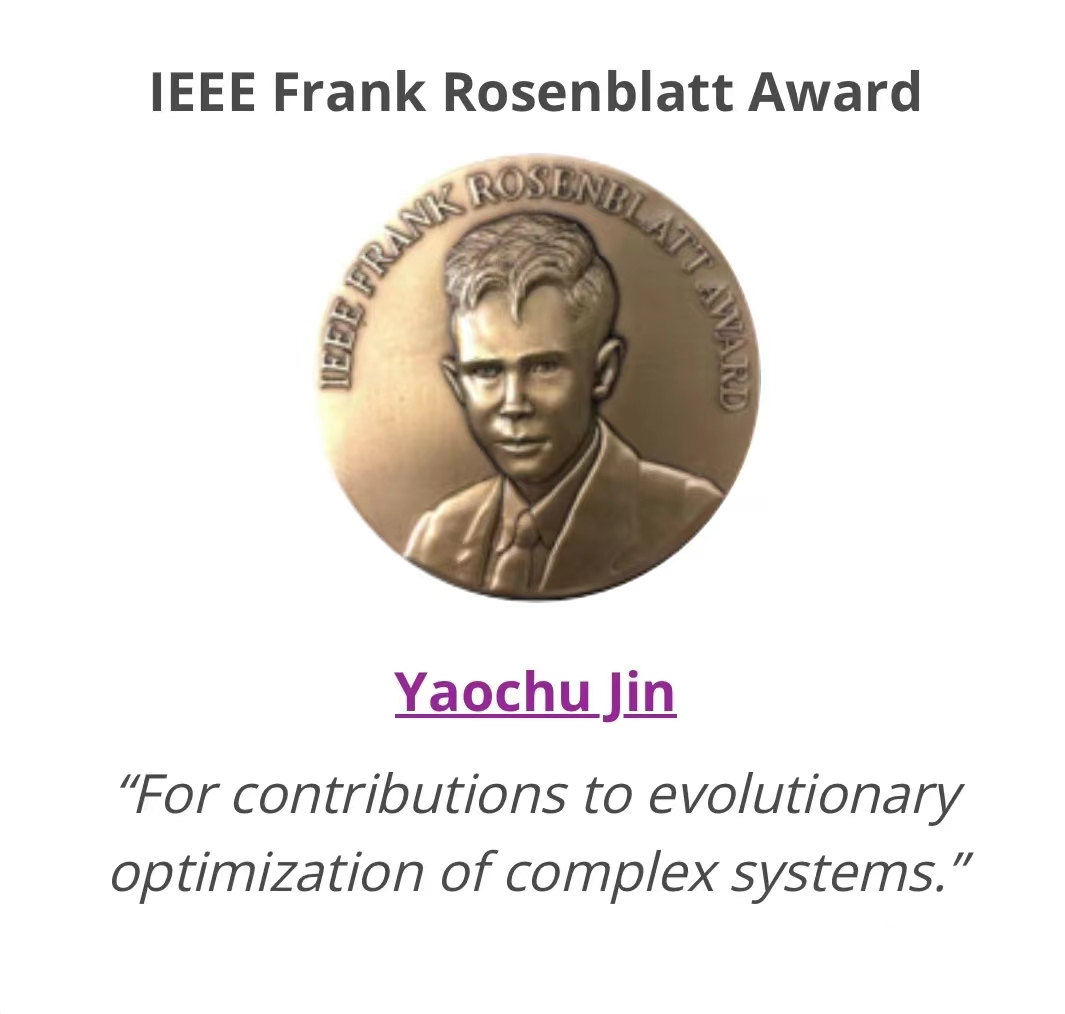 IEEE Frank Rosenblatt Award
IEEE FRANK ROSENBLATT AWARD
Yaochu Jin
“For contributions to evolutionary
optimization of complex systems.”